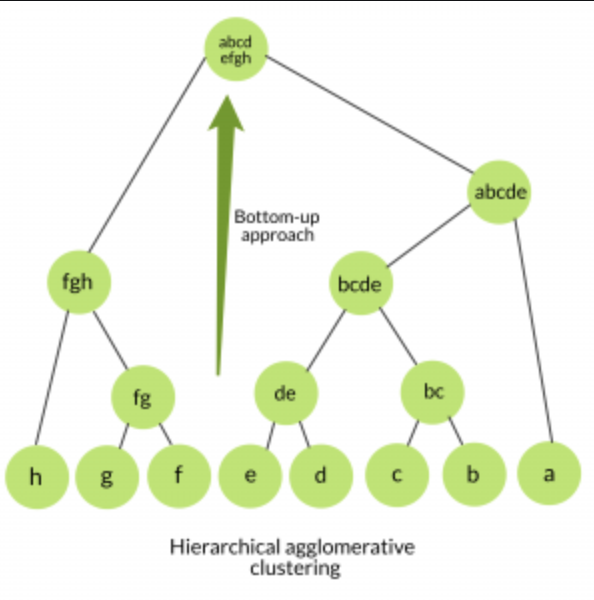 abcd
efgh
abcde
Bottom-up
approach
fgh
bcde
fg
de
bc
h
g
f
e
d
c
b
a
Hierarchical agglomerative
clustering